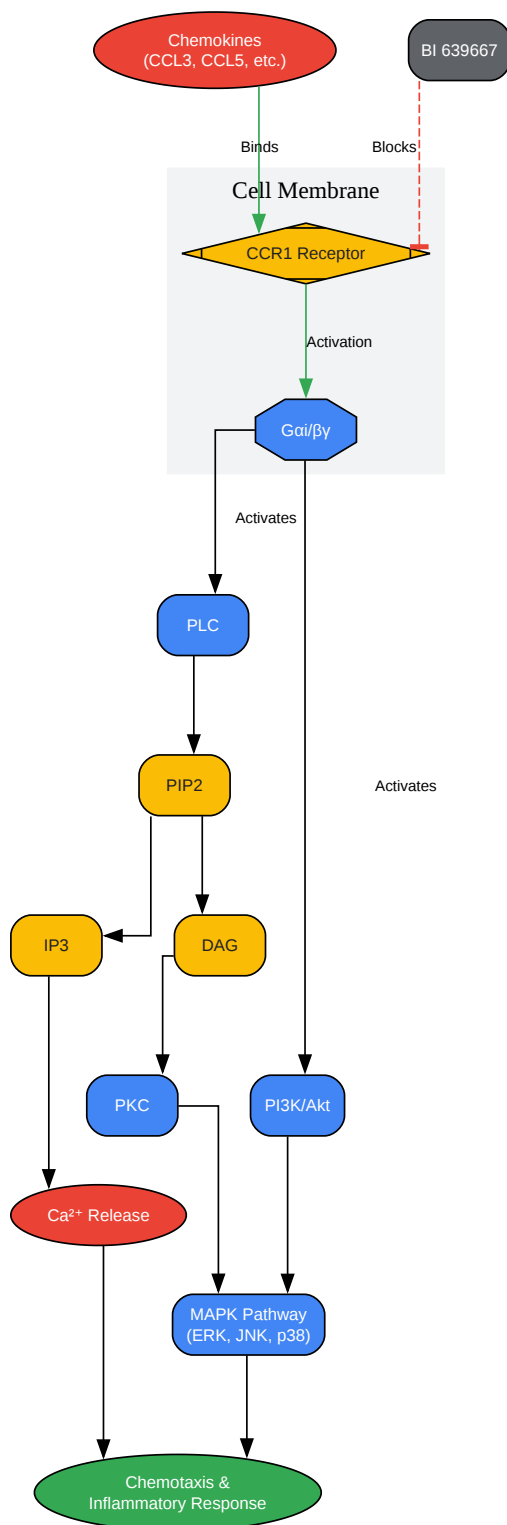 Chemokines
(CCL3, CCL5, etc.)
BI 639667
Binds
Blocks
Cell Membrane
CCR1 Receptor
Activation
Gαi/βγ
Activates
PLC
PIP2
Activates
IP3
DAG
PKC
PI3K/Akt
Ca²⁺ Release
MAPK Pathway
(ERK, JNK, p38)
Chemotaxis &
Inflammatory Response